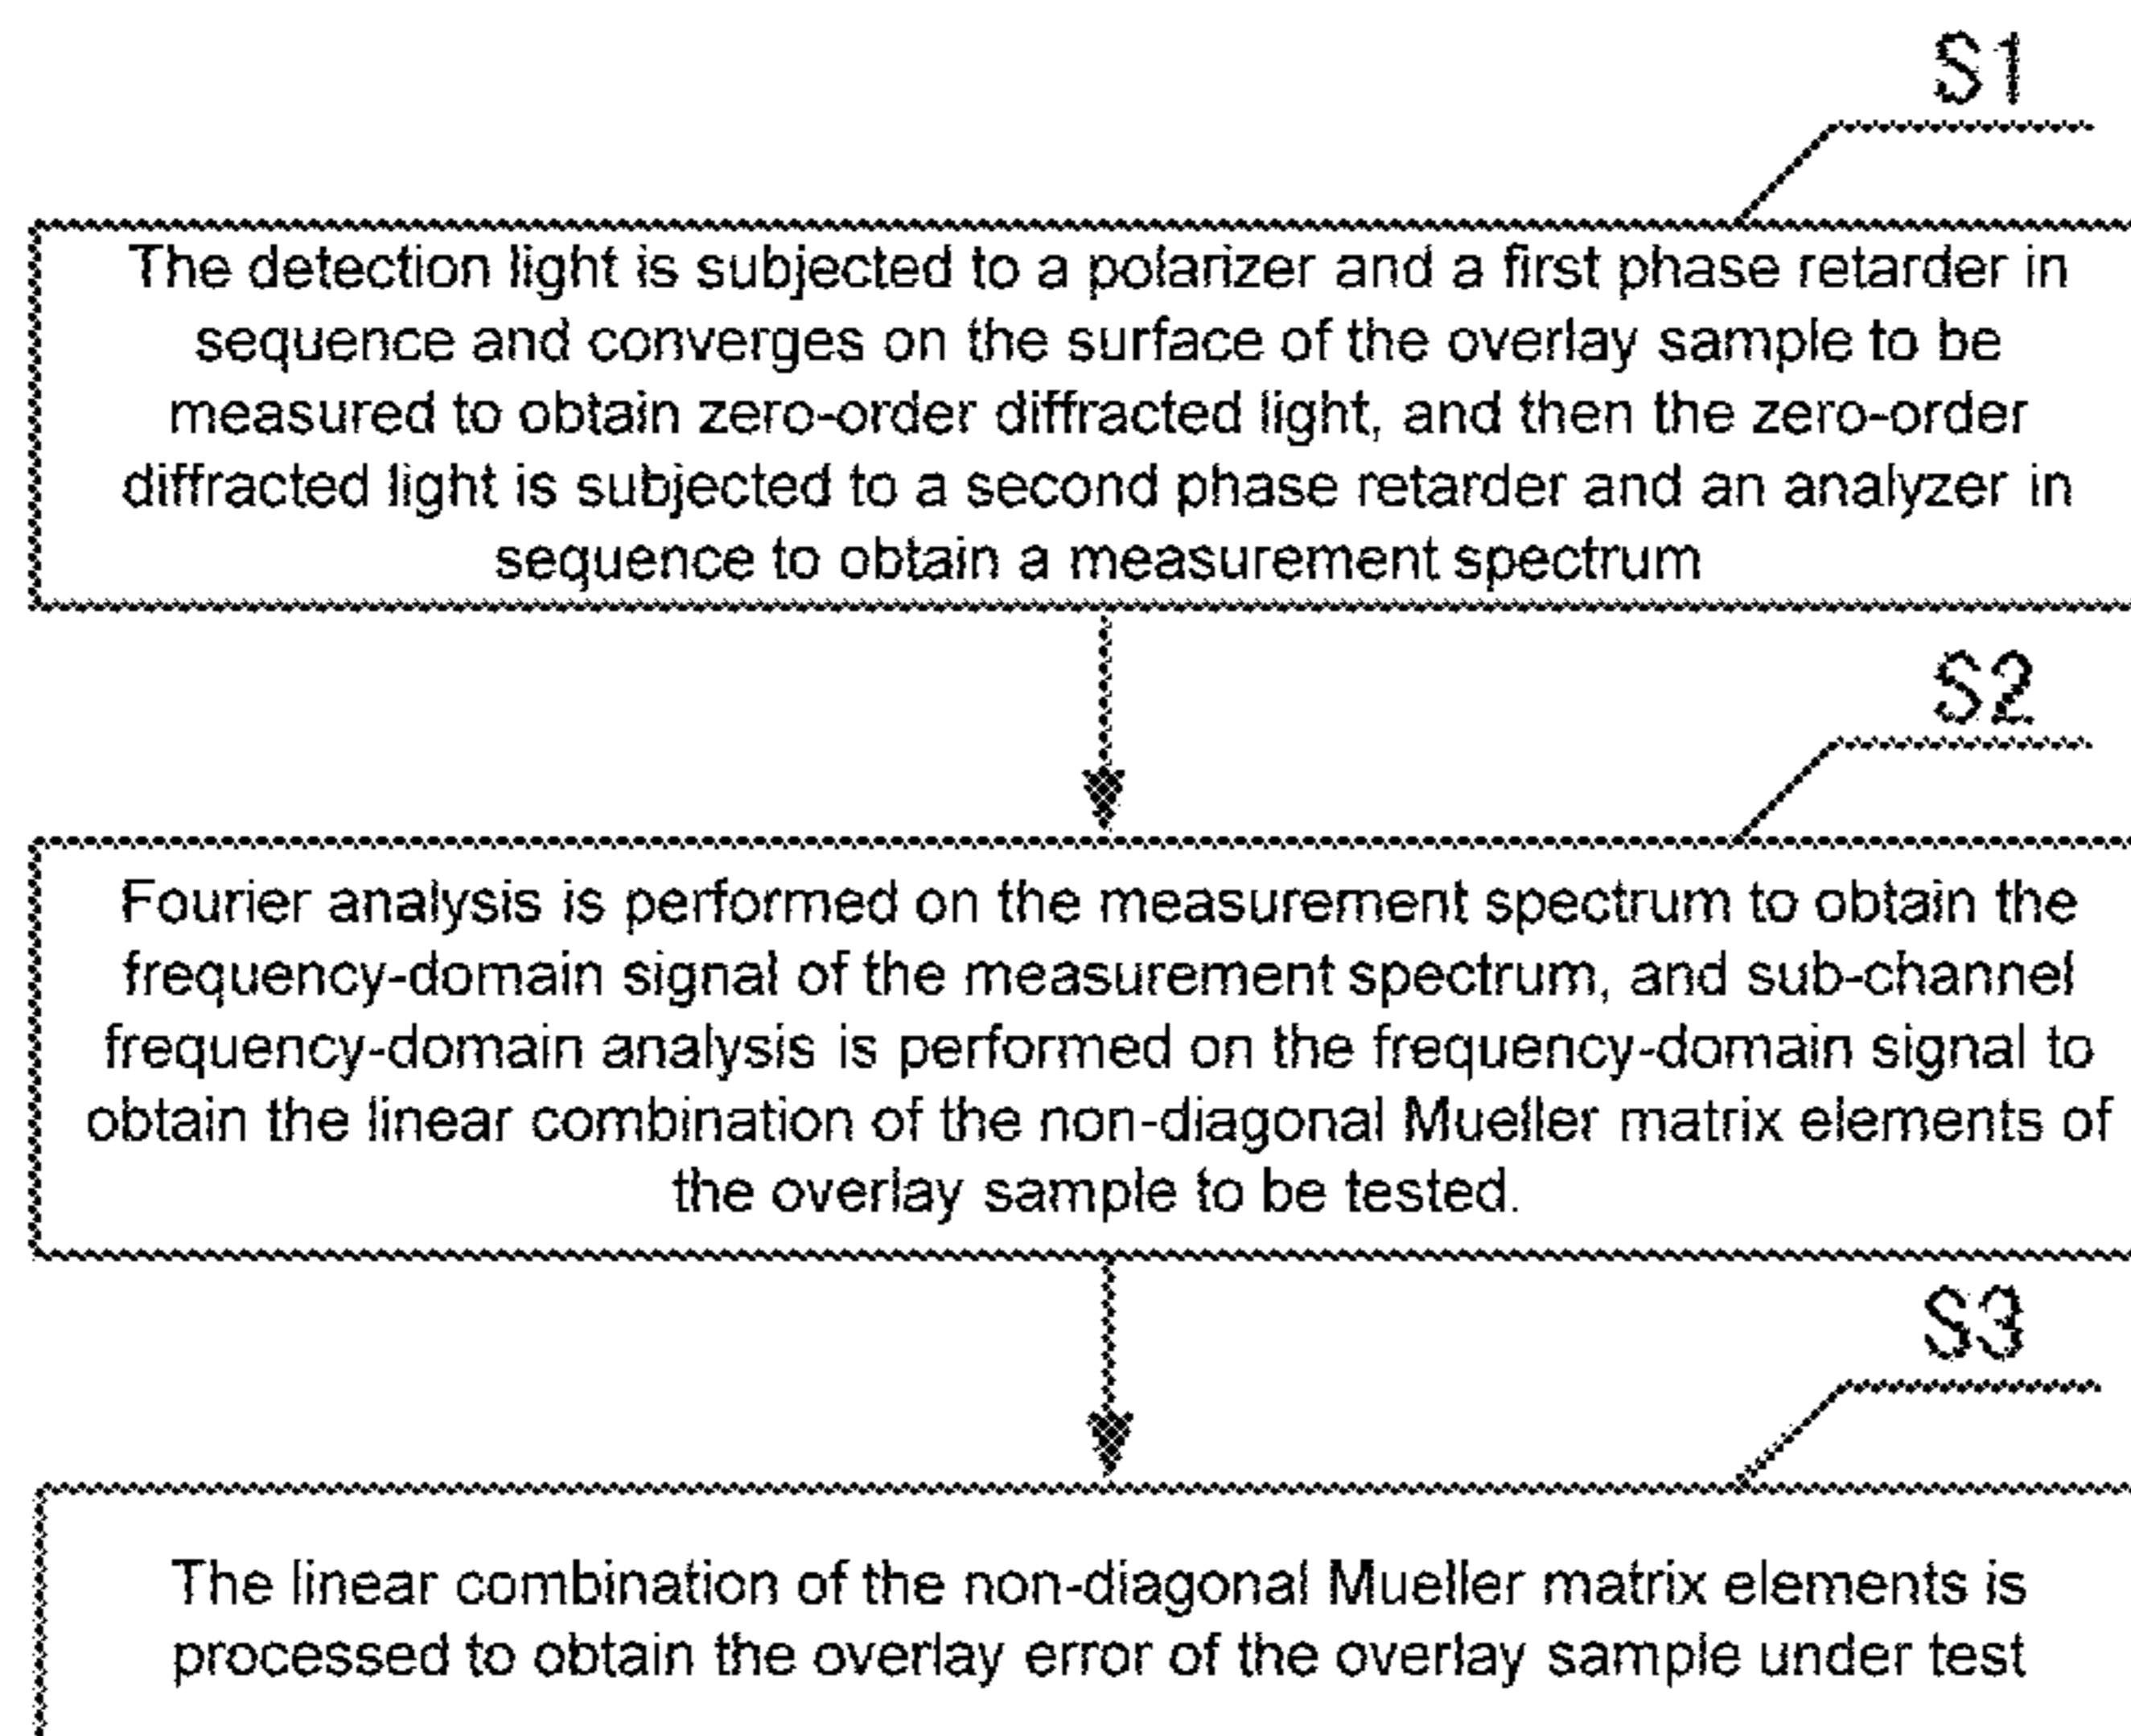 S1
The detection light is subjected to a polarizer and a first phase retarder in
sequence and converges on the surface of the overlay sample to be
measured to obtain zero-order diffracted light, and then the zero-order
diffracted light is subjected to a second phase retarder and an analyzer in
sequence to obtain a measurement spectrum
S2
Fourier analysis is performed on the measurement spectrum to obtain the
frequency-domain signal of the measurement spectrum, and sub-channel
frequency-domain analysis is performed on the frequency-domain signal to
obtain the linear combination of the non-diagonal Mueller matrix elements of
the overlay sample to be tested.
S3
The linear combination of the non-diagonal Mueller matrix elements is
processed to obtain the overlay error of the overlay sample under test